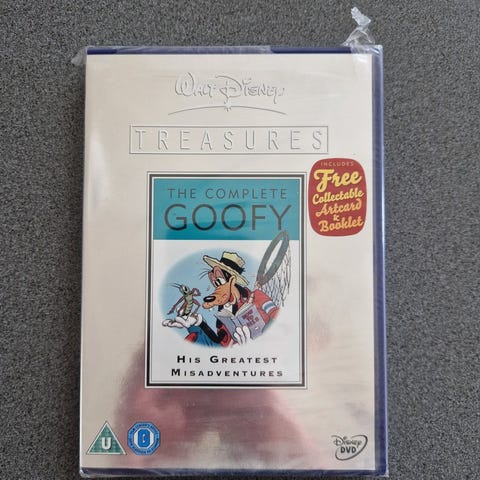 Walt Disney
TREASURES
INCLUDES
Free
Collectable
Artcard
&
Booklet
THE COMPLETE
GOOFY
HIS GREATEST
MISADVENTURES
U
Disney
DVD